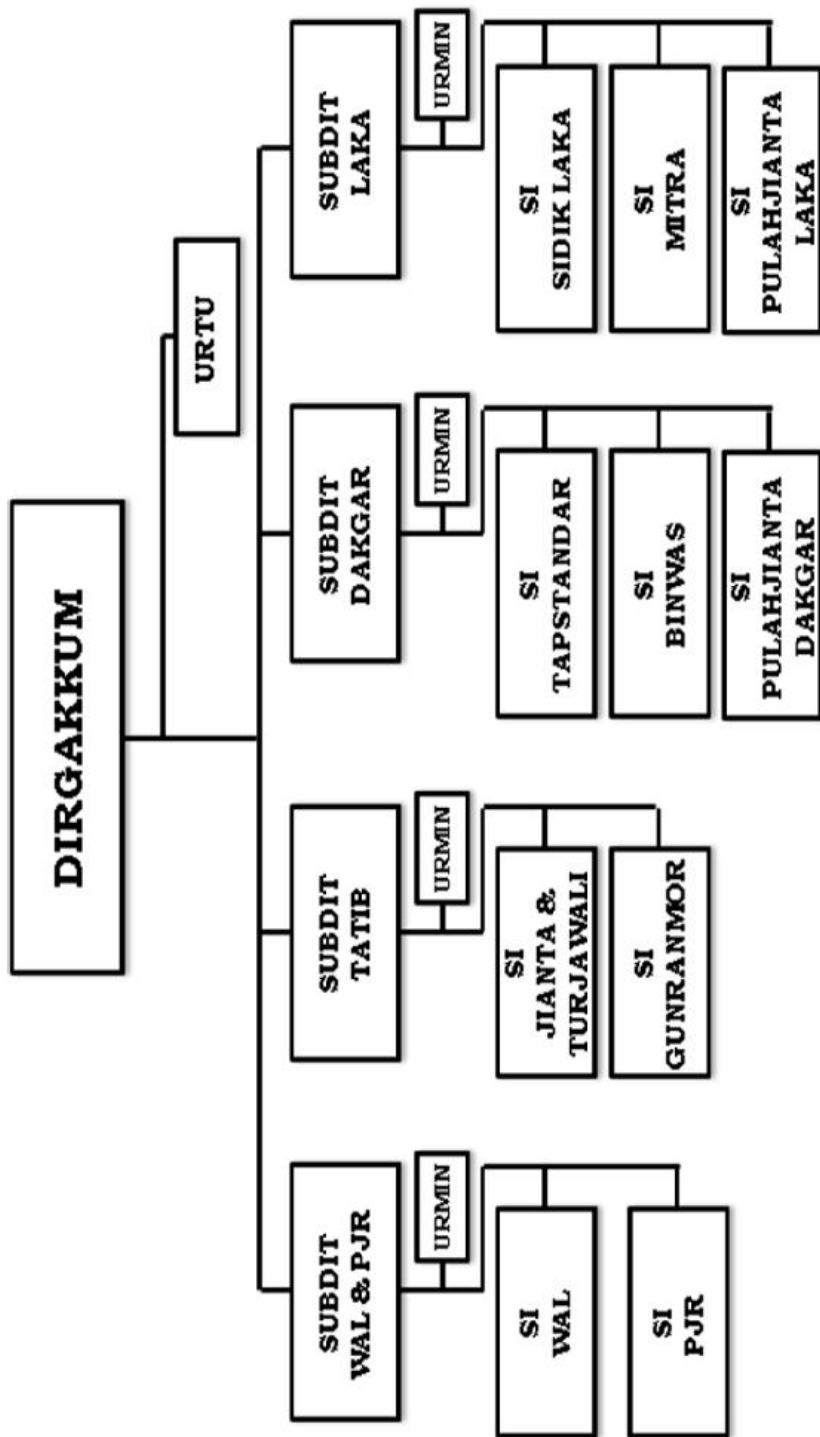 DIRGAKKUM
URTU
SUBDIT
WAL & PJR
SUBDIT
TATIB
SUBDIT
DAKGAR
SUBDIT
LAKA
URMIN
URMIN
URMIN
URMIN
SI
WAL
SI
JIANTA &
TURJAWALI
SI
TAPSTANDAR
SI
SIDIK LAKA
SI
PJR
SI
GUNRANMOR
SI
BINWAS
SI
MITRA
SI
PULAHJIANTA
DAKGAR
SI
PULAHJIANTA
LAKA